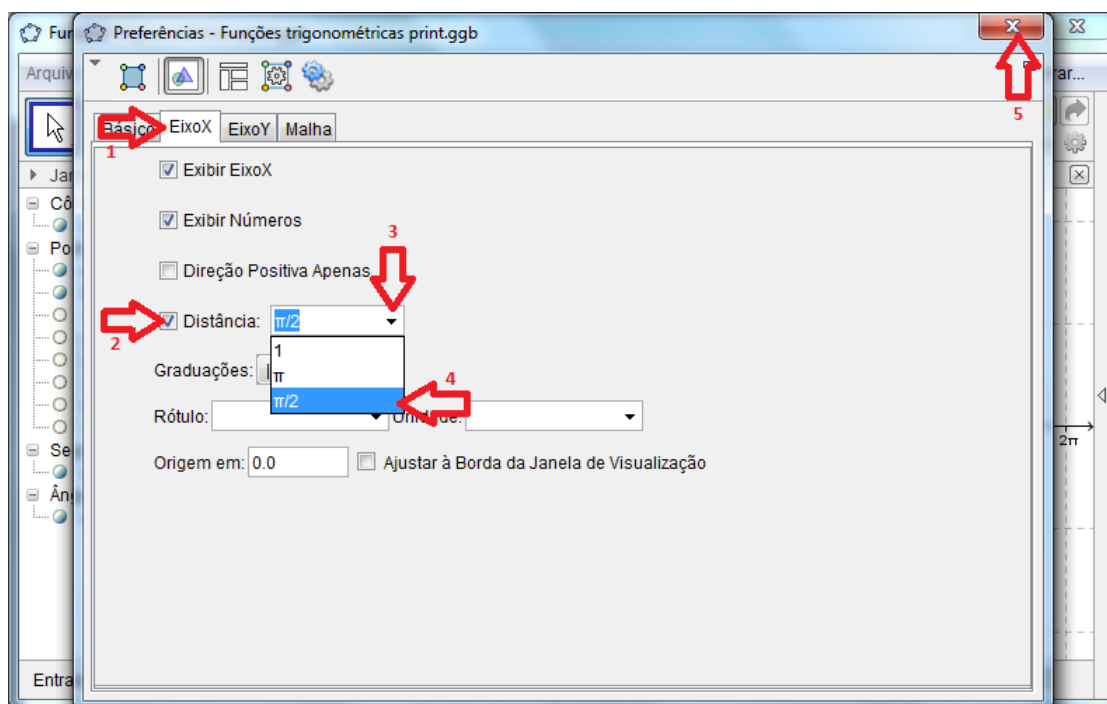 Fur
Preferências - Funções trigonométricas print.ggb
Arquiv
rar...
5
Básico EixoX EixoY Malha
1
Jar
Exibir EixoX
Cô
Exibir Números
3
Po
Direção Positiva Apenas
Distância: π/2
2
1
Graduações:
π
4
π/2
Rótulo: Unidade:
2π
Se
Origem em: 0.0 Ajustar à Borda da Janela de Visualização
Âng
Entra